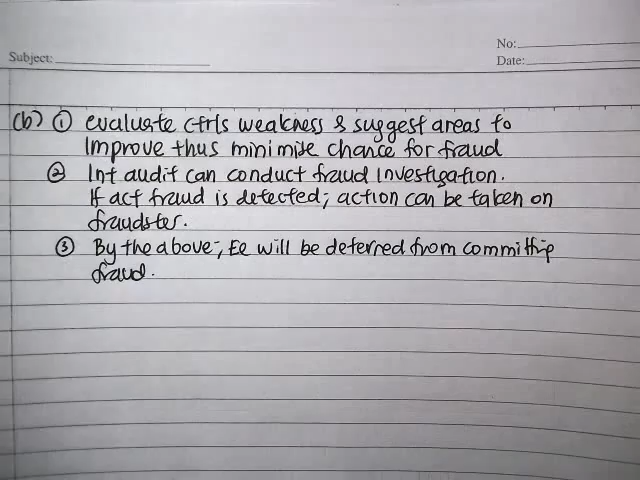 No:
Subject:
Date:
(b) ① evaluate ctrls weakness & suggest areas to
Improve thus minimise chance for fraud
② Int audit can conduct fraud Investigation.
If act fraud is detected, action can be taken on
fraudster.
③ By the above, Ee will be deterred from committip
fraud.